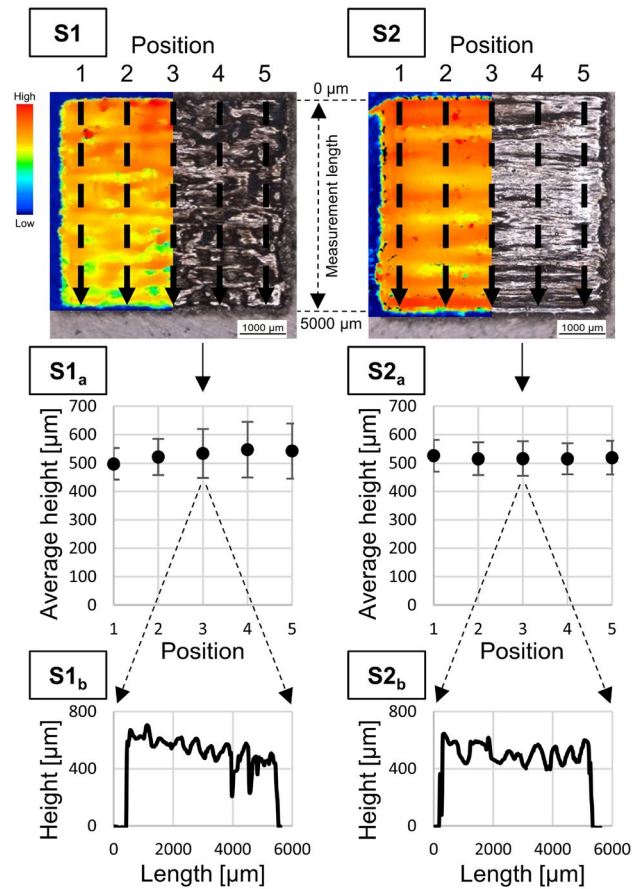 S1
Position
1 2 3 4 5
High
Low
1000 µm
S2
Position
1 2 3 4 5
0 µm
Measurement length
5000 µm
1000 µm
S1a
Average height [µm]
700
600
500
400
300
200
100
0
1 2 3 4 5
Position
S2a
Average height [µm]
700
600
500
400
300
200
100
0
1 2 3 4 5
Position
S1b
Height [µm]
800
400
0
0 2000 4000 6000
Length [µm]
S2b
Height [µm]
800
400
0
0 2000 4000 6000
Length [µm]